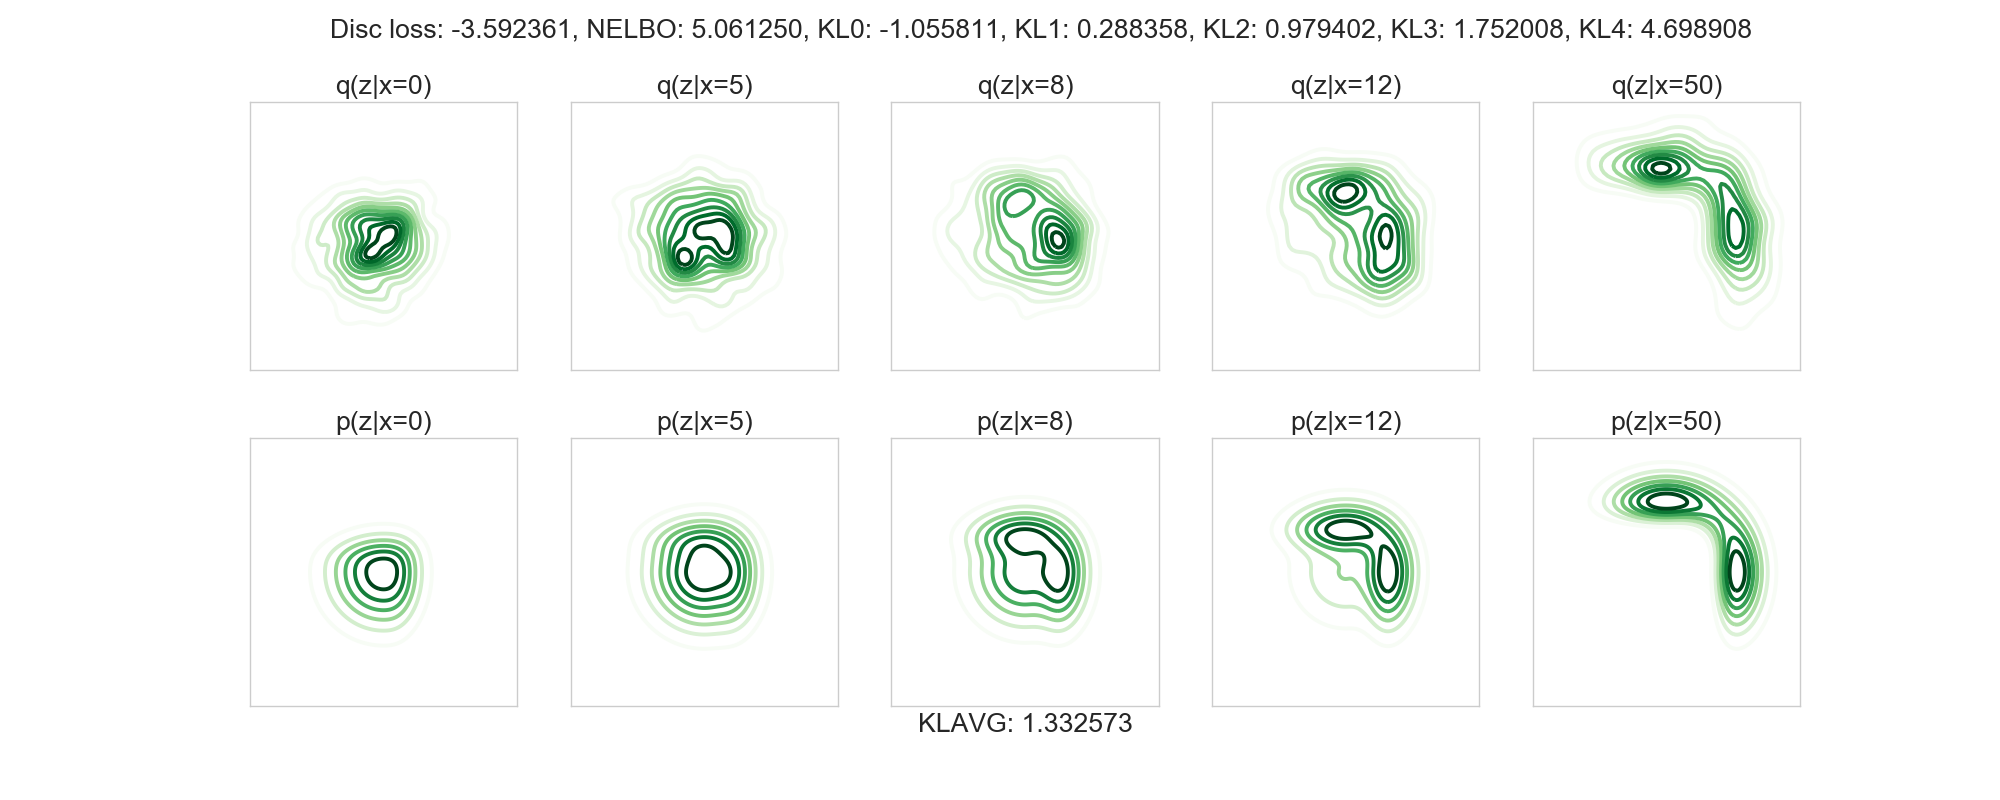 Disc loss: -3.592361, NELBO: 5.061250, KL0: -1.055811, KL1: 0.288358, KL2: 0.979402, KL3: 1.752008, KL4: 4.698908
q(z|x=0) q(z|x=5) q(z|x=8) q(z|x=12) q(z|x=50)
p(z|x=0) p(z|x=5) p(z|x=8) p(z|x=12) p(z|x=50)
KLAVG: 1.332573